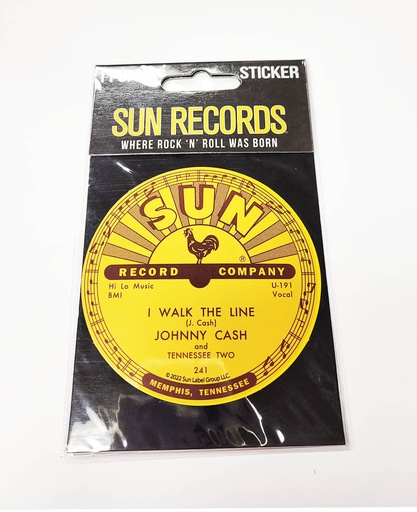 STICKER
SUN RECORDS
WHERE ROCK 'N' ROLL WAS BORN
SUN
®
RECORD COMPANY
Hi Lo Music U-191
BMI Vocal
I WALK THE LINE
(J. Cash)
JOHNNY CASH
and
TENNESSEE TWO
241
© 2022 Sun Label Group LLC.
MEMPHIS, TENNESSEE